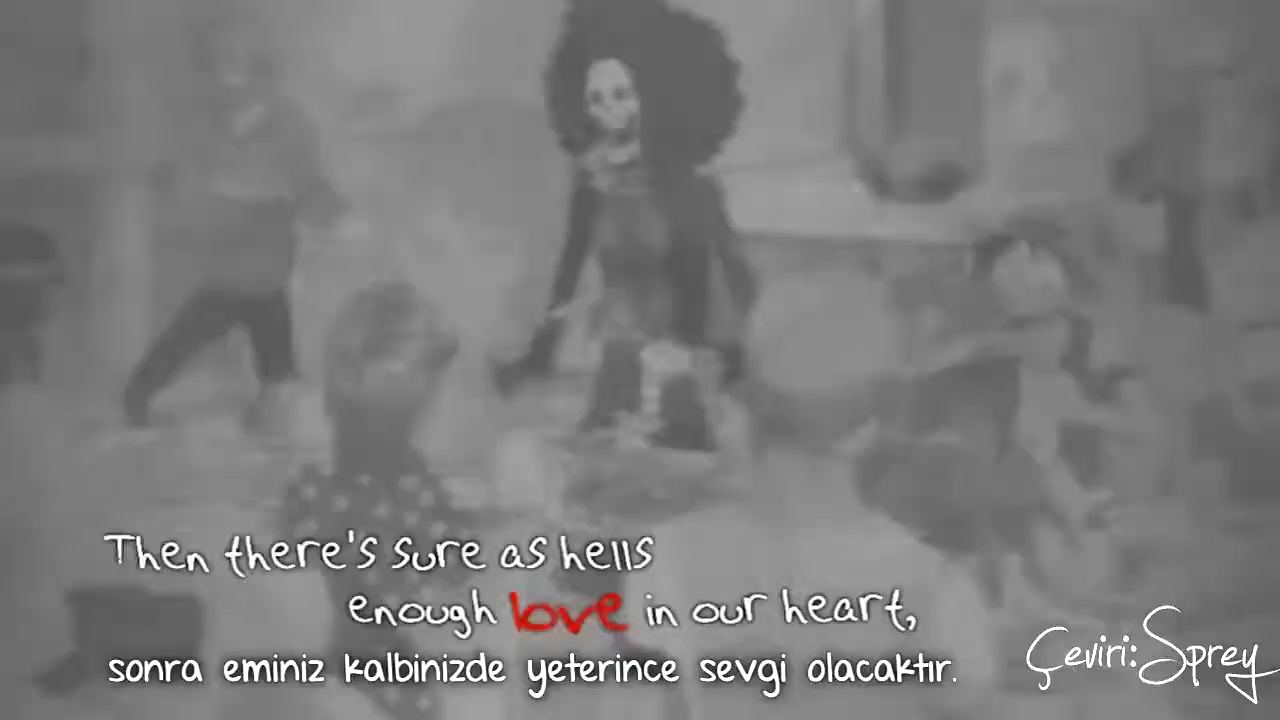 Then there's sure as hells
enough love in our heart,
sonra eminiz kalbinizde yeterince sevgi olacaktır.
Çeviri: Sprey